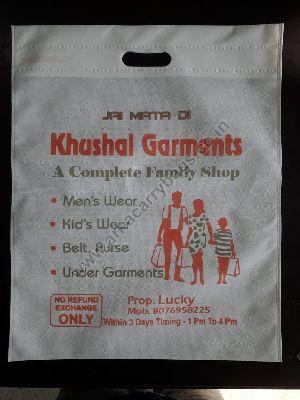 JAI MATA DI
Khushal Garments
A Complete Family Shop
• Men's Wear
• Kid's Wear
• Belt, Purse
• Under Garments
NO REFUND
EXCHANGE
ONLY
Prop. Lucky
Mob. 8076958225
Within 3 Days Timing - 1 Pm To 4 Pm